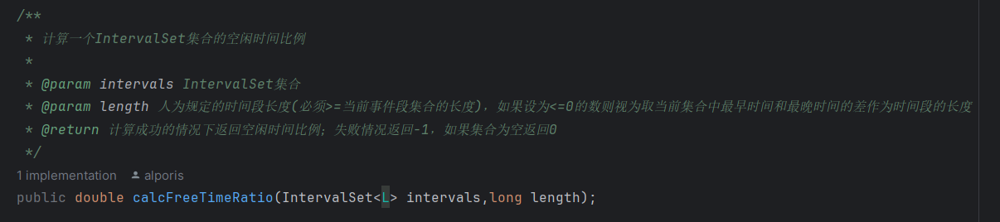 /**
* 计算一个IntervalSet集合的空闲时间比例
*
* @param intervals IntervalSet集合
* @param length 人为规定的时间段长度(必须>=当前事件段集合的长度)，如果设为<=0的数则视为取当前集合中最早时间和最晚时间的差作为时间段的长度
* @return 计算成功的情况下返回空闲时间比例；失败情况返回-1，如果集合为空返回0
*/
1 implementation alporis
public double calcFreeTimeRatio(IntervalSet<L> intervals,long length);